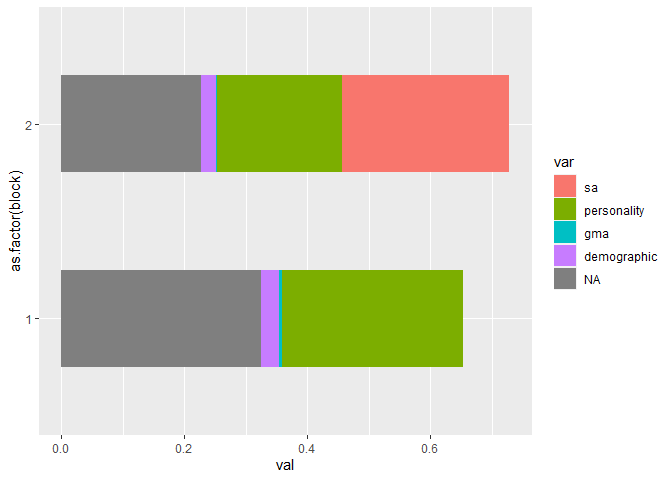 2
1
as.factor(block)
0.0
0.2
0.4
0.6
val
var
sa
personality
gma
demographic
NA